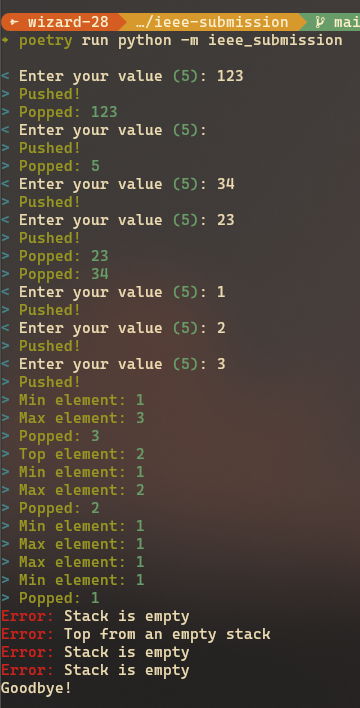 wizard-28 …/ieee-submission mai
poetry run python -m ieee_submission
< Enter your value (5): 123
> Pushed!
> Popped: 123
< Enter your value (5):
> Pushed!
> Popped: 5
< Enter your value (5): 34
> Pushed!
< Enter your value (5): 23
> Pushed!
> Popped: 23
> Popped: 34
< Enter your value (5): 1
> Pushed!
< Enter your value (5): 2
> Pushed!
< Enter your value (5): 3
> Pushed!
> Min element: 1
> Max element: 3
> Popped: 3
> Top element: 2
> Min element: 1
> Max element: 2
> Popped: 2
> Min element: 1
> Max element: 1
> Max element: 1
> Min element: 1
> Popped: 1
Error: Stack is empty
Error: Top from an empty stack
Error: Stack is empty
Error: Stack is empty
Goodbye!